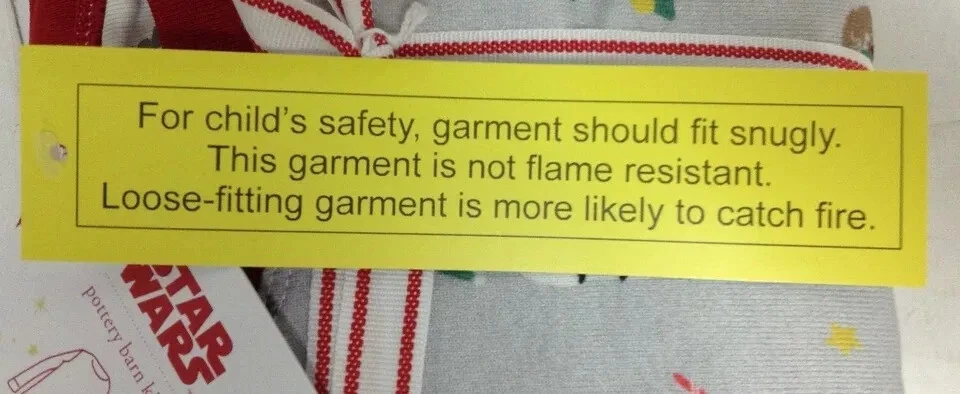 For child's safety, garment should fit snugly.
This garment is not flame resistant.
Loose-fitting garment is more likely to catch fire.
STAR
WARS
pottery barn k